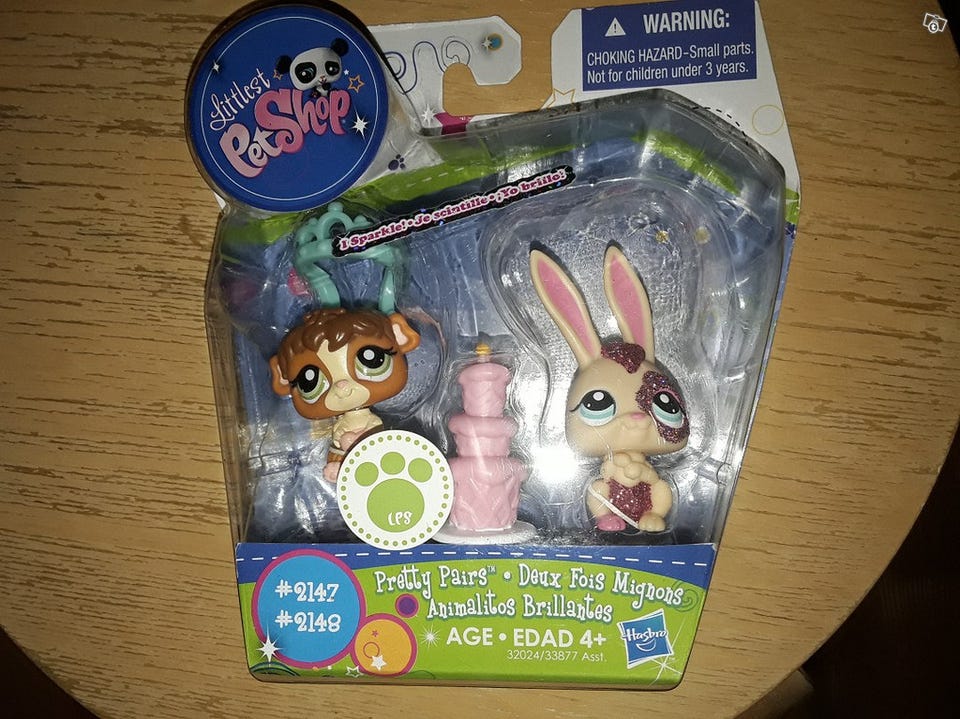 Littlest
PetShop
WARNING:
CHOKING HAZARD–Small parts.
Not for children under 3 years.
I Sparkle! • Je scintille • ¡Yo brillo!
LPS
#2147
#2148
Pretty Pairs™ • Deux Fois Mignons
Animalitos Brillantes
AGE • EDAD 4+
32024/33877 Asst.
Hasbro